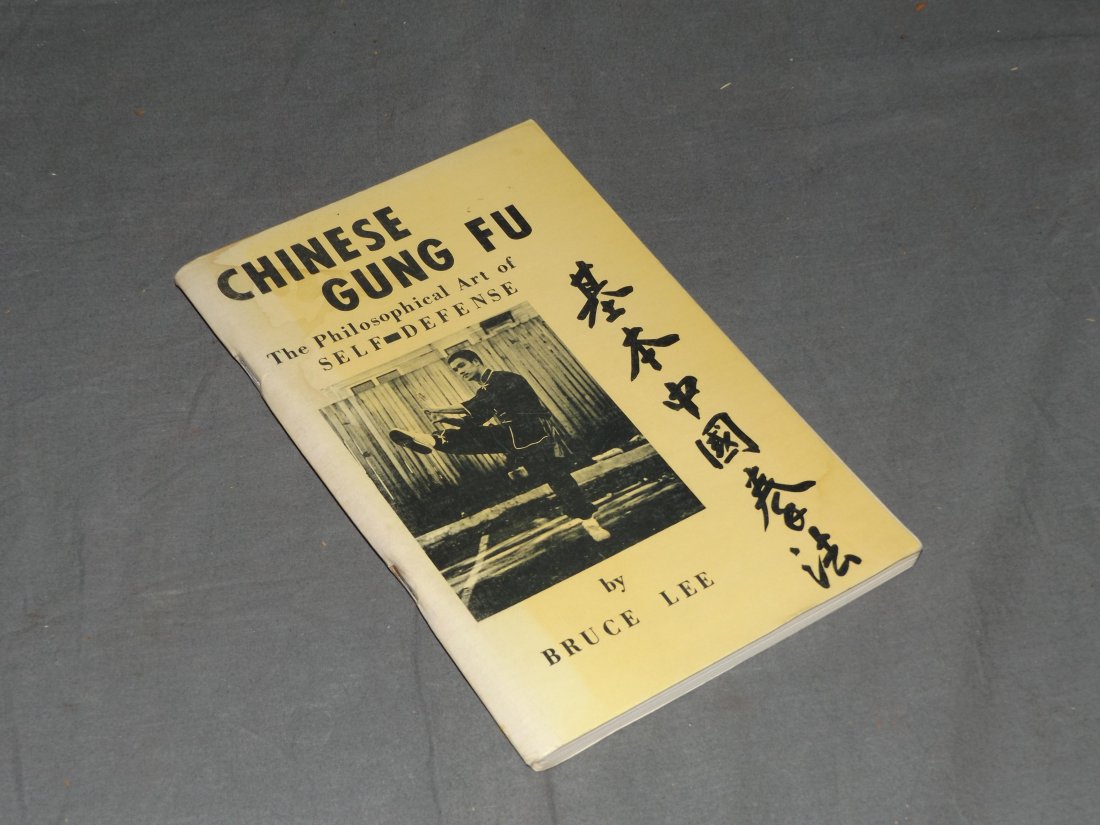 CHINESE
GUNG FU
The Philosophical Art of
SELF-DEFENSE
基本中國拳法
by
BRUCE LEE